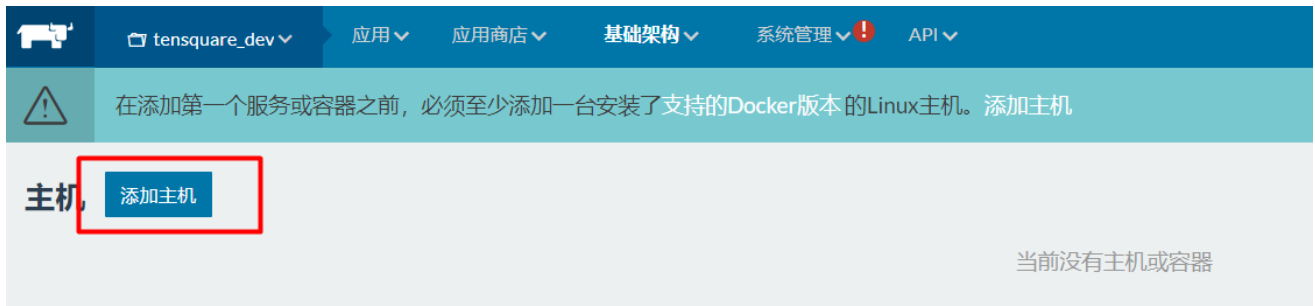 tensquare_dev 应用 应用商店 基础架构 系统管理 ! API
在添加第一个服务或容器之前，必须至少添加一台安装了支持的Docker版本的Linux主机。添加主机
主机 添加主机
当前没有主机或容器